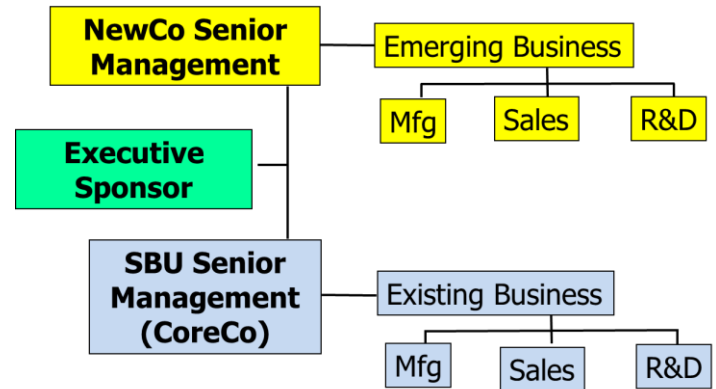 NewCo Senior
Management
Emerging Business
Mfg
Sales
R&D
Executive
Sponsor
SBU Senior
Management
(CoreCo)
Existing Business
Mfg
Sales
R&D